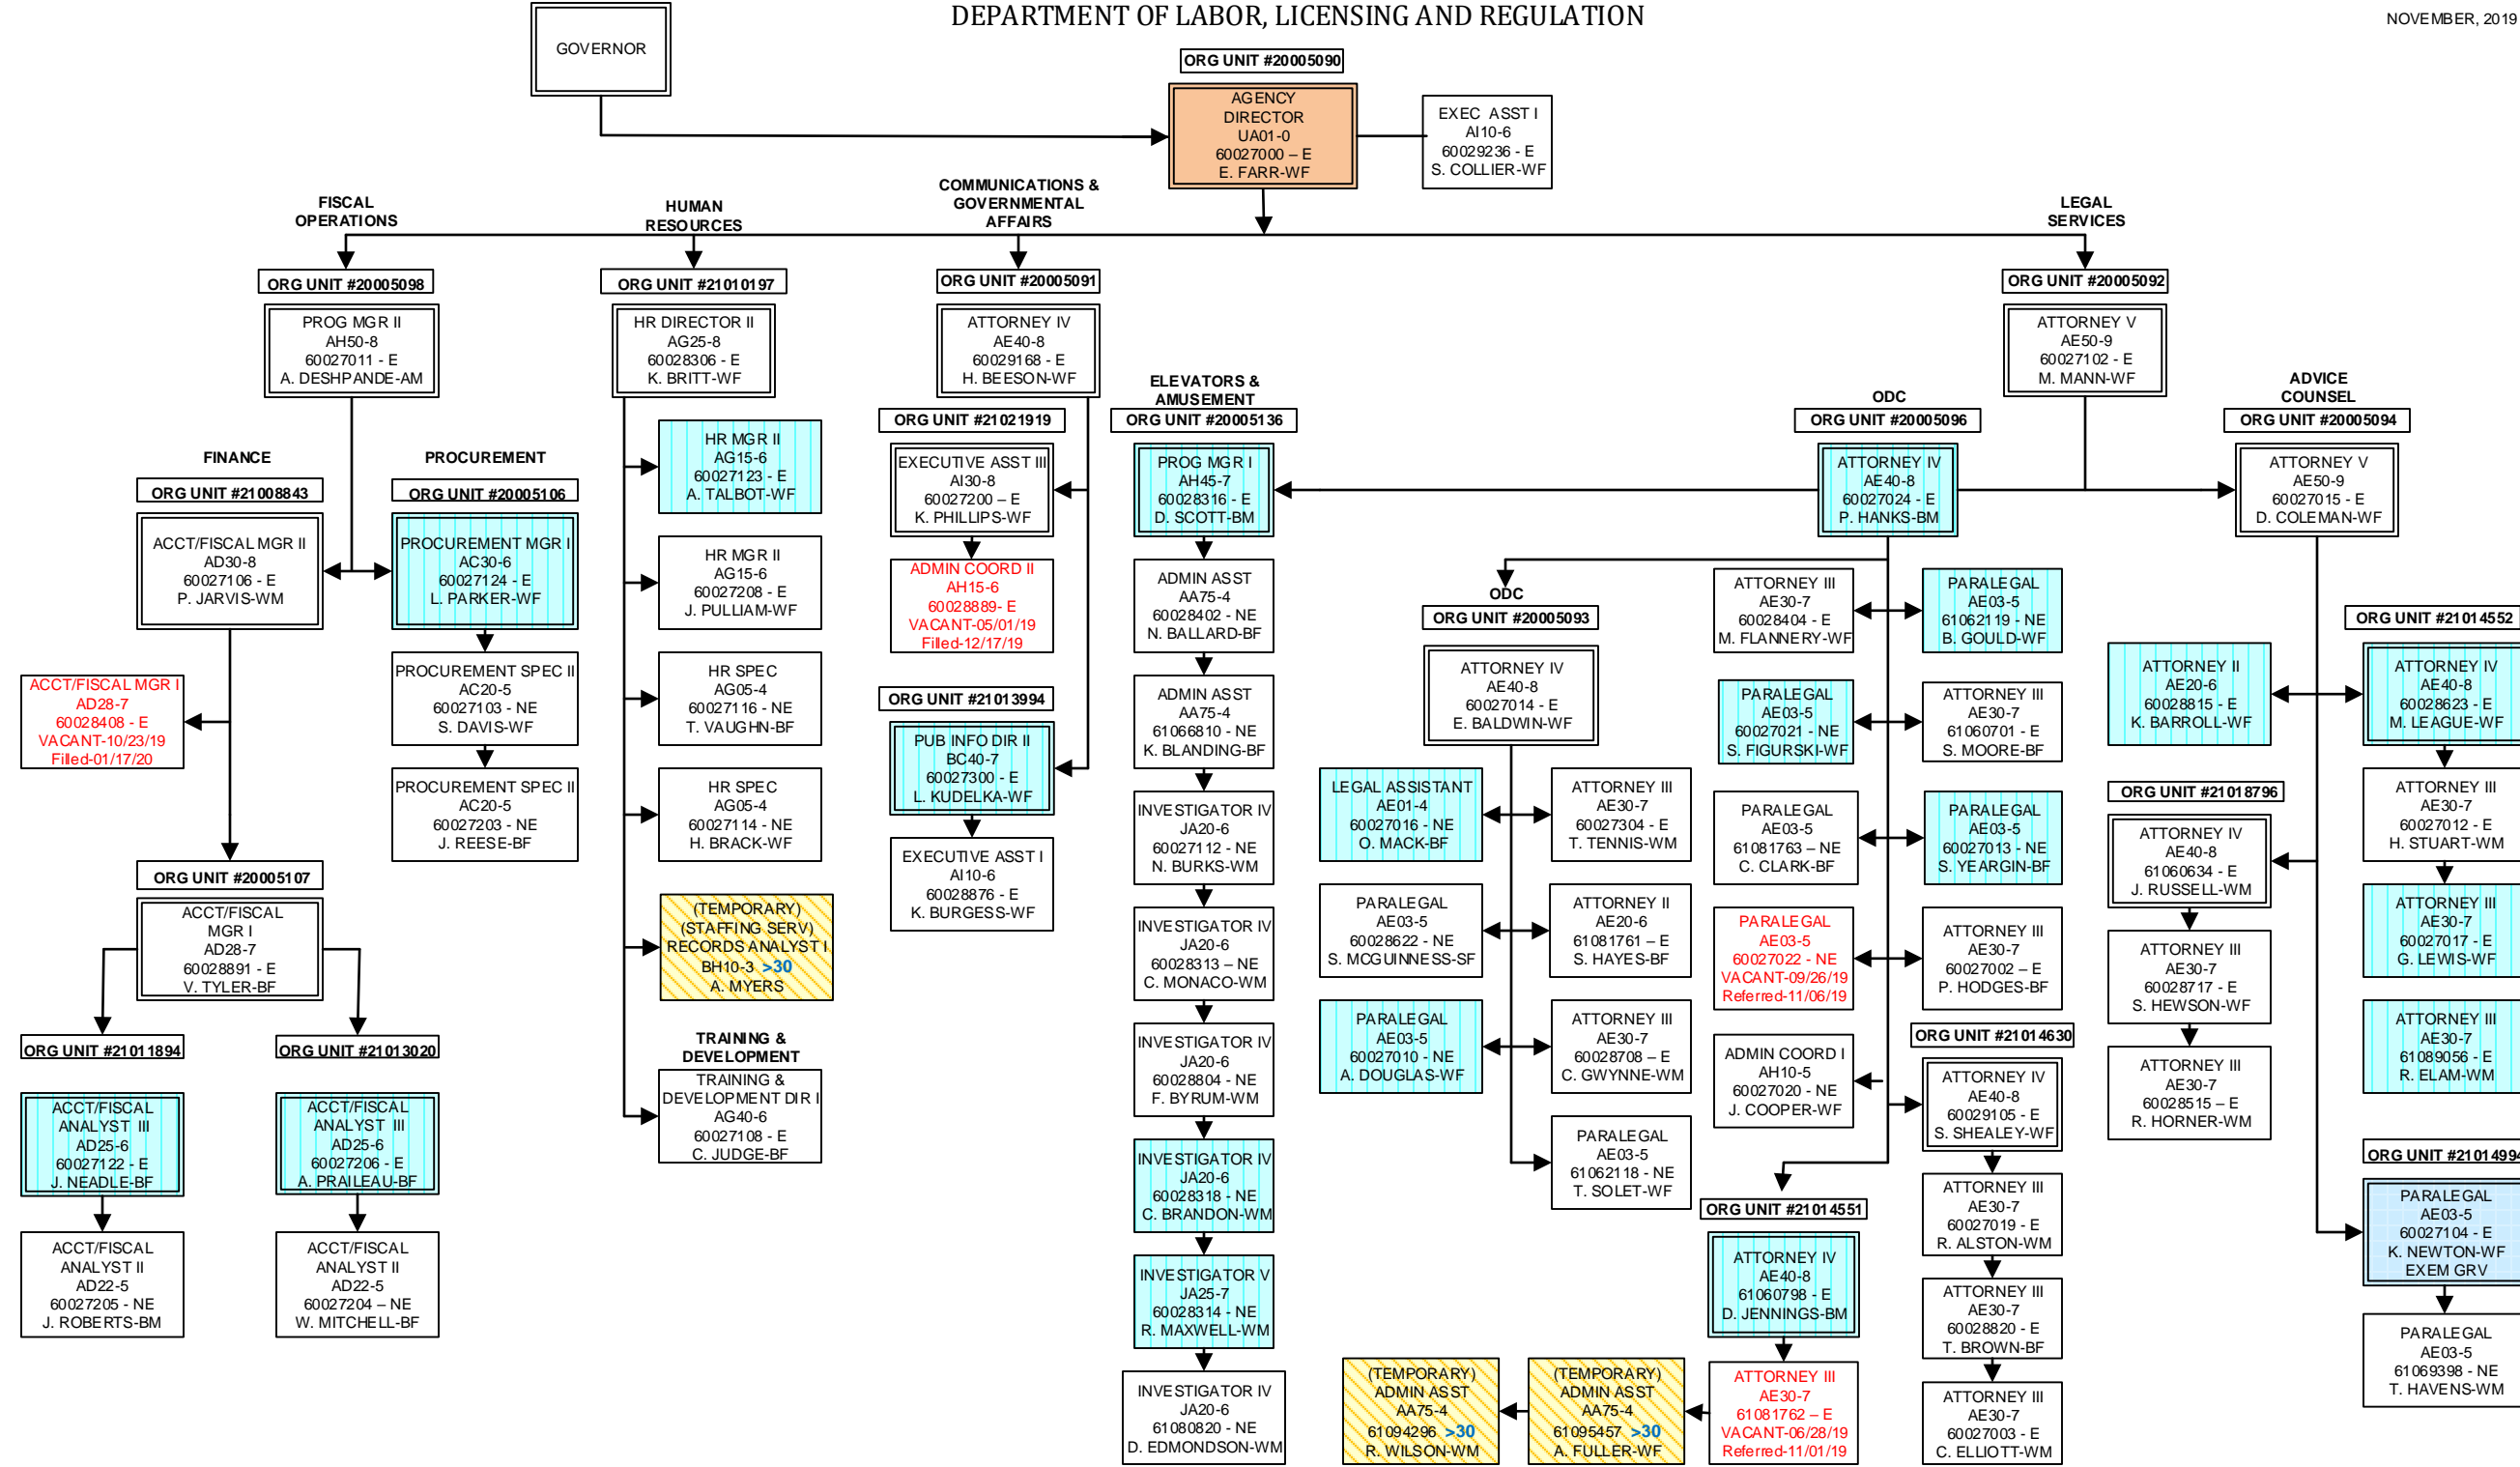 DEPARTMENT OF LABOR, LICENSING AND REGULATION
NOVEMBER, 2019
GOVERNOR
ORG UNIT #20005090
AGENCY
DIRECTOR
UA01-0
60027000 – E
E. FARR-WF
EXEC ASST I
AI10-6
60029236 - E
S. COLLIER-WF
FISCAL
OPERATIONS
HUMAN
RESOURCES
COMMUNICATIONS &
GOVERNMENTAL
AFFAIRS
LEGAL
SERVICES
ORG UNIT #20005098
PROG MGR II
AH50-8
60027011 - E
A. DESHPANDE-AM
ORG UNIT #21010197
HR DIRECTOR II
AG25-8
60028306 - E
K. BRITT-WF
ORG UNIT #20005091
ATTORNEY IV
AE40-8
60029168 - E
H. BEESON-WF
ORG UNIT #20005092
ATTORNEY V
AE50-9
60027102 - E
M. MANN-WF
FINANCE
ORG UNIT #21008843
ACCT/FISCAL MGR II
AD30-8
60027106 - E
P. JARVIS-WM
ACCT/FISCAL MGR I
AD28-7
60028408 - E
VACANT-10/23/19
Filled-01/17/20
ORG UNIT #20005107
ACCT/FISCAL
MGR I
AD28-7
60028891 - E
V. TYLER-BF
ORG UNIT #21011894
ACCT/FISCAL
ANALYST III
AD25-6
60027122 - E
J. NEADLE-BF
ACCT/FISCAL
ANALYST II
AD22-5
60027205 - NE
J. ROBERTS-BM
ORG UNIT #21013020
ACCT/FISCAL
ANALYST III
AD25-6
60027206 - E
A. PRAILEAU-BF
ACCT/FISCAL
ANALYST II
AD22-5
60027204 – NE
W. MITCHELL-BF
PROCUREMENT
ORG UNIT #20005106
PROCUREMENT MGR I
AC30-6
60027124 - E
L. PARKER-WF
PROCUREMENT SPEC II
AC20-5
60027103 - NE
S. DAVIS-WF
PROCUREMENT SPEC II
AC20-5
60027203 - NE
J. REESE-BF
HR MGR II
AG15-6
60027123 - E
A. TALBOT-WF
HR MGR II
AG15-6
60027208 - E
J. PULLIAM-WF
HR SPEC
AG05-4
60027116 - NE
T. VAUGHN-BF
HR SPEC
AG05-4
60027114 - NE
H. BRACK-WF
(TEMPORARY)
(STAFFING SERV)
RECORDS ANALYST I
BH10-3 >30
A. MYERS
TRAINING &
DEVELOPMENT
TRAINING &
DEVELOPMENT DIR I
AG40-6
60027108 - E
C. JUDGE-BF
ORG UNIT #21021919
EXECUTIVE ASST III
AI30-8
60027200 – E
K. PHILLIPS-WF
ADMIN COORD II
AH15-6
60028889- E
VACANT-05/01/19
Filled-12/17/19
ORG UNIT #21013994
PUB INFO DIR II
BC40-7
60027300 - E
L. KUDELKA-WF
EXECUTIVE ASST I
AI10-6
60028876 - E
K. BURGESS-WF
ELEVATORS &
AMUSEMENT
ORG UNIT #20005136
PROG MGR I
AH45-7
60028316 - E
D. SCOTT-BM
ADMIN ASST
AA75-4
60028402 - NE
N. BALLARD-BF
ADMIN ASST
AA75-4
61066810 - NE
K. BLANDING-BF
INVESTIGATOR IV
JA20-6
60027112 - NE
N. BURKS-WM
INVESTIGATOR IV
JA20-6
60028313 – NE
C. MONACO-WM
INVESTIGATOR IV
JA20-6
60028804 - NE
F. BYRUM-WM
INVESTIGATOR IV
JA20-6
60028318 - NE
C. BRANDON-WM
INVESTIGATOR V
JA25-7
60028314 - NE
R. MAXWELL-WM
INVESTIGATOR IV
JA20-6
61080820 - NE
D. EDMONDSON-WM
ODC
ORG UNIT #20005096
ATTORNEY IV
AE40-8
60027024 - E
P. HANKS-BM
ODC
ORG UNIT #20005093
ATTORNEY IV
AE40-8
60027014 - E
E. BALDWIN-WF
LEGAL ASSISTANT
AE01-4
60027016 - NE
O. MACK-BF
ATTORNEY III
AE30-7
60027304 - E
T. TENNIS-WM
PARALEGAL
AE03-5
60028622 - NE
S. MCGUINNESS-SF
ATTORNEY II
AE20-6
61081761 – E
S. HAYES-BF
PARALEGAL
AE03-5
60027010 - NE
A. DOUGLAS-WF
ATTORNEY III
AE30-7
60028708 – E
C. GWYNNE-WM
PARALEGAL
AE03-5
61062118 - NE
T. SOLET-WF
ATTORNEY III
AE30-7
60028404 - E
M. FLANNERY-WF
PARALEGAL
AE03-5
61062119 - NE
B. GOULD-WF
PARALEGAL
AE03-5
60027021 - NE
S. FIGURSKI-WF
ATTORNEY III
AE30-7
61060701 – E
S. MOORE-BF
PARALEGAL
AE03-5
61081763 – NE
C. CLARK-BF
PARALEGAL
AE03-5
60027013 - NE
S. YEARGIN-BF
PARALEGAL
AE03-5
60027022 - NE
VACANT-09/26/19
Referred-11/06/19
ATTORNEY III
AE30-7
60027002 – E
P. HODGES-BF
ADMIN COORD I
AH10-5
60027020 - NE
J. COOPER-WF
ORG UNIT #21014630
ATTORNEY IV
AE40-8
60029105 - E
S. SHEALEY-WF
ATTORNEY III
AE30-7
60027019 - E
R. ALSTON-WM
ATTORNEY III
AE30-7
60028820 - E
T. BROWN-BF
ATTORNEY III
AE30-7
60027003 - E
C. ELLIOTT-WM
ORG UNIT #21014551
ATTORNEY IV
AE40-8
61060798 - E
D. JENNINGS-BM
ATTORNEY III
AE30-7
61081762 – E
VACANT-06/28/19
Referred-11/01/19
(TEMPORARY)
ADMIN ASST
AA75-4
61095457 >30
A. FULLER-WF
(TEMPORARY)
ADMIN ASST
AA75-4
61094296 >30
R. WILSON-WM
ADVICE
COUNSEL
ORG UNIT #20005094
ATTORNEY V
AE50-9
60027015 - E
D. COLEMAN-WF
ATTORNEY II
AE20-6
60028815 - E
K. BARROLL-WF
ORG UNIT #21018796
ATTORNEY IV
AE40-8
61060634 - E
J. RUSSELL-WM
ATTORNEY III
AE30-7
60028717 - E
S. HEWSON-WF
ATTORNEY III
AE30-7
60028515 – E
R. HORNER-WM
ORG UNIT #21014552
ATTORNEY IV
AE40-8
60028623 – E
M. LEAGUE-WF
ATTORNEY III
AE30-7
60027012 - E
H. STUART-WM
ATTORNEY III
AE30-7
60027017 - E
G. LEWIS-WF
ATTORNEY III
AE30-7
61089056 - E
R. ELAM-WM
ORG UNIT #21014994
PARALEGAL
AE03-5
60027104 - E
K. NEWTON-WF
EXEM GRV
PARALEGAL
AE03-5
61069398 - NE
T. HAVENS-WM